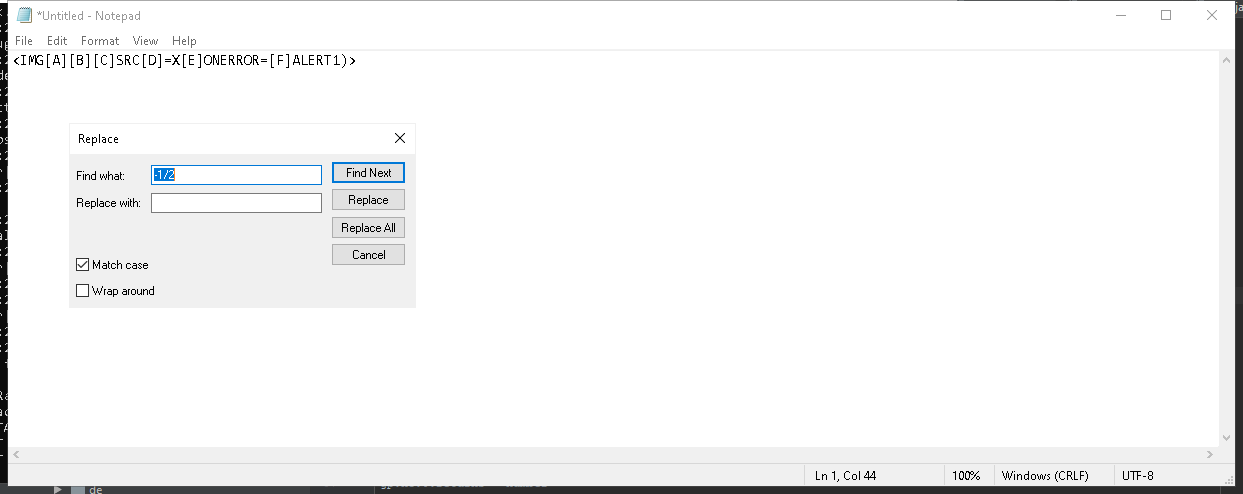 *Untitled - Notepad
File Edit Format View Help
<IMG[A][B][C]SRC[D]=X[E]ONERROR=[F]ALERT1)>
Replace
Find what: -1/2 Find Next
Replace with: Replace
Replace All
Cancel
Match case
Wrap around
Ln 1, Col 44 100% Windows (CRLF) UTF-8
de